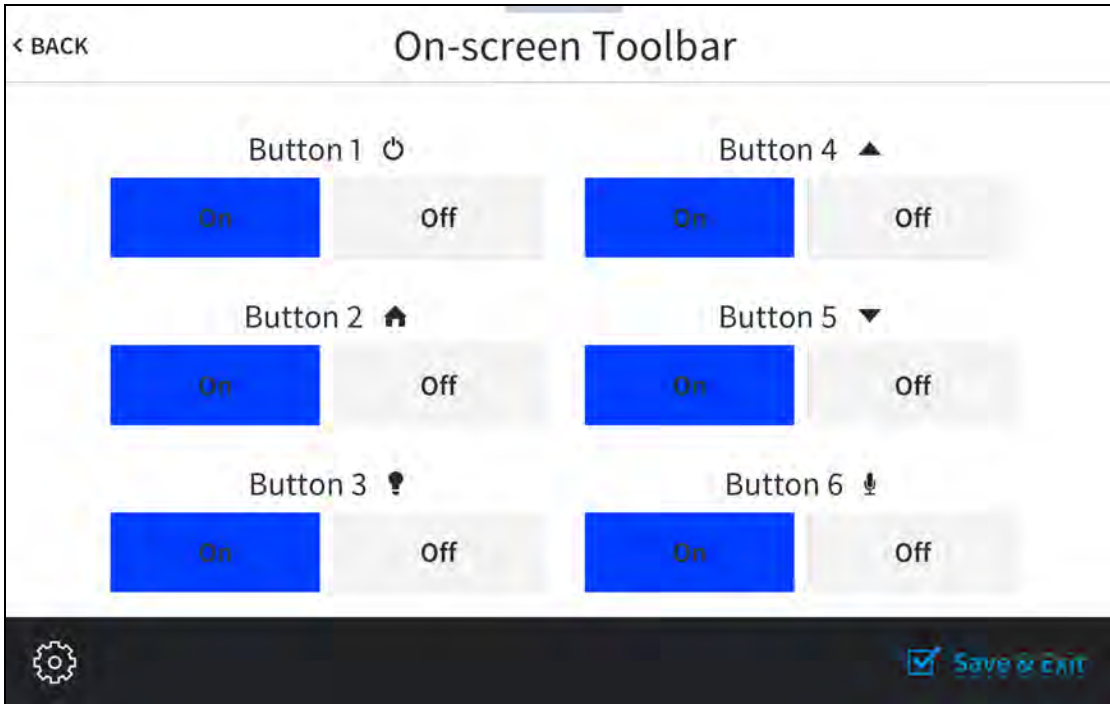 < BACK
On-screen Toolbar
Button 1
Button 4
On Off
On Off
Button 2
Button 5
On Off
On Off
Button 3
Button 6
On Off
On Off
Save & Exit